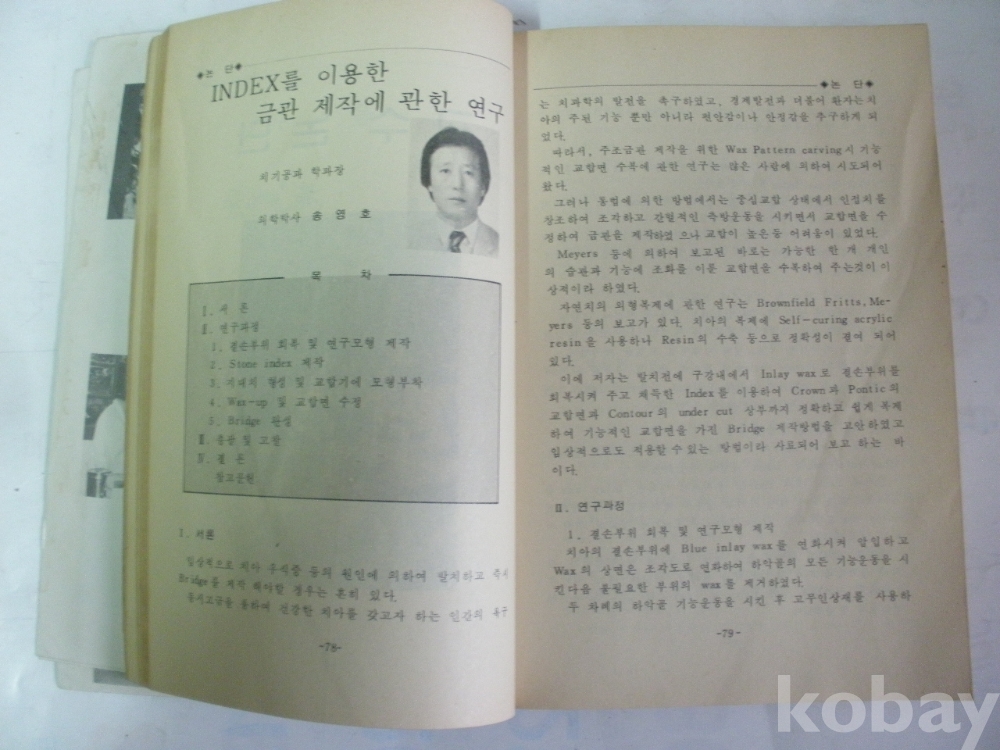 ◆논 단◆
INDEX를 이용한
금관 제작에 관한 연구
치기공과 학과장
의학박사 송 영 호
목 차
Ⅰ. 서 론
Ⅱ. 연구과정
1. 결손부위 회복 및 연구모형 제작
2. Stone index 제작
3. 지대치 형성 및 교합기에 모형부착
4. Wax-up 및 교합면 수정
5. Bridge 완성
Ⅲ. 응용 및 고찰
Ⅳ. 결 론
참고문헌
Ⅰ. 서론
임상적으로 치아 우식증 등의 원인에 의하여 발치하고 즉시
Bridge를 제작 해야할 경우는 흔히 있다.
유지고금을 통하여 건강한 치아를 갖고자 하는 인간의 욕구
-78-
◆논 단◆
는 치과학의 발전을 촉구하였고, 경제발전과 더불어 환자는치
아의 주된 기능 뿐만 아니라 편안감이나 안정감을 추구하게 되
었다.
따라서, 주조금관 제작을 위한 Wax Pattern carving시 기능
적인 교합면 수복에 관한 연구는 많은 사람에 의하여 시도되어
왔다.
그러나 통법에 의한 방법에서는 중심교합 상태에서 인접치를
참조하여 조각하고 간헐적인 측방운동을 시키면서 교합면을 수
정하여 금관을 제작하였 으나 교합이 높은등 어려움이 있었다.
Meyers 등에 의하여 보고된 바로는 가능한 한 개 개인
의 습관과 기능에 조화를 이룬 교합면을 수복하여 주는것이 이
상적이라 하였다.
자연치의 외형복제에 관한 연구는 Brownfield Fritts, Me-
yers 등의 보고가 있다. 치아의 복제에 Self-curing acrylic
resin을 사용하나 Resin의 수축 등으로 정확성이 결여 되어
있다.
이에 저자는 발치전에 구강내에서 Inlay wax로 결손부위를
회복시켜 주고 채득한 Index를 이용하여 Crown과 Pontic의
교합면과 Contour의 under cut 상부까지 정확하고 쉽게 복제
하여 기능적인 교합면을 가진 Bridge 제작방법을 고안하였고
임상적으로도 적용할수 있는 방법이라 사료되어 보고 하는 바
이다.
Ⅱ. 연구과정
1. 결손부위 회복 및 연구모형 제작
치아의 결손부위에 Blue inlay wax를 연화시켜 압입하고
Wax의 상면은 조각도로 연화하여 하악골의 모든 기능운동을 시
킨다음 불필요한 부위의 wax를 제거하였다.
두 차례의 하악골 기능운동을 시킨 후 고무인상재를 사용하
-79-
kobay